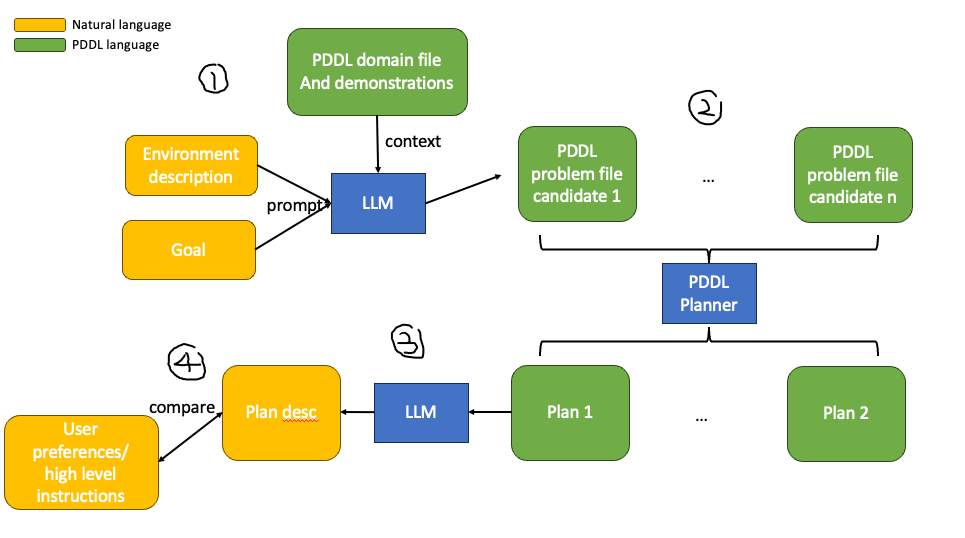 Natural language
PDDL language
①
PDDL domain file
And demonstrations
②
context
Environment
description
PDDL
problem file
candidate 1
...
PDDL
problem file
candidate n
prompt
LLM
Goal
PDDL
Planner
③
④
compare
Plan desc
LLM
Plan 1
...
Plan 2
User
preferences/
high level
instructions